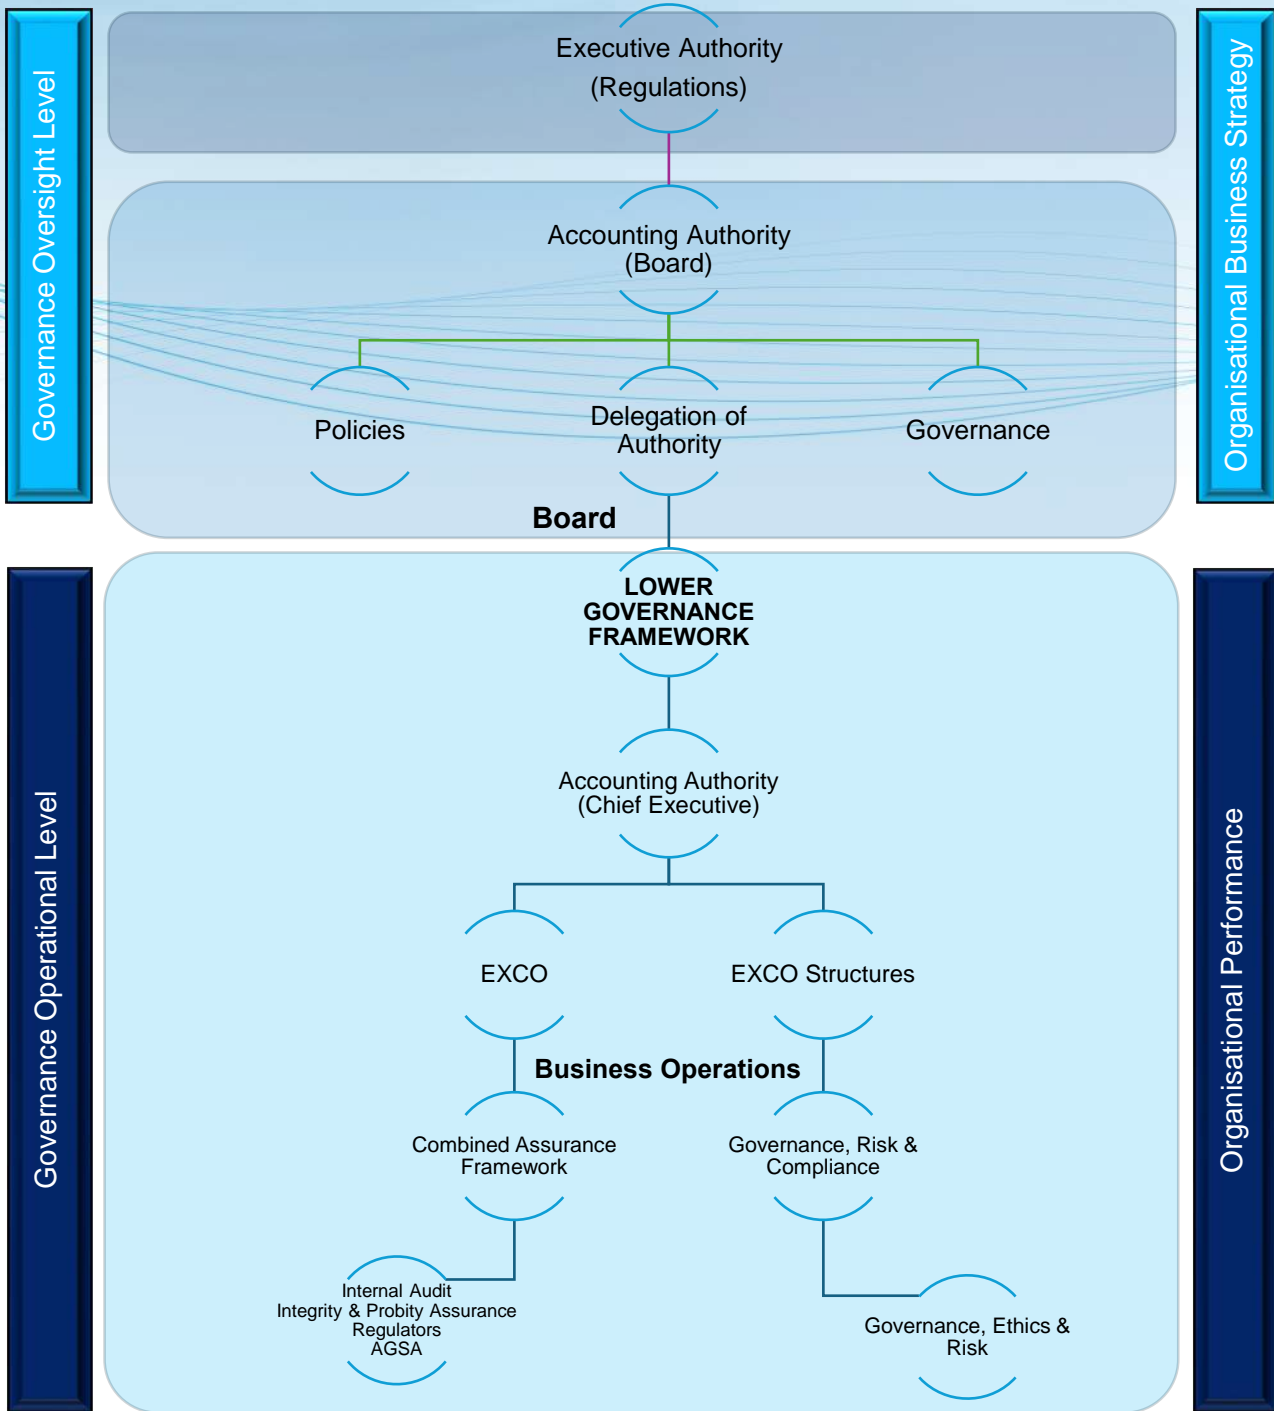 Governance Oversight Level
Organisational Business Strategy
Executive Authority
(Regulations)
Accounting Authority
(Board)
Policies
Delegation of
Authority
Governance
Board
Governance Operational Level
Organisational Performance
LOWER
GOVERNANCE
FRAMEWORK
Accounting Authority
(Chief Executive)
EXCO
EXCO Structures
Business Operations
Combined Assurance
Framework
Governance, Risk &
Compliance
Internal Audit
Integrity & Probity Assurance
Regulators
AGSA
Governance, Ethics &
Risk